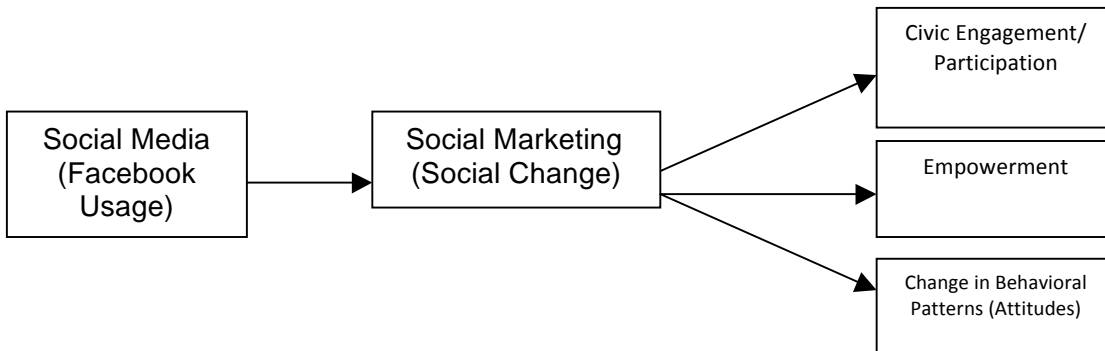 Social Media
(Facebook
Usage)
Social Marketing
(Social Change)
Civic Engagement/
Participation
Empowerment
Change in Behavioral
Patterns (Attitudes)